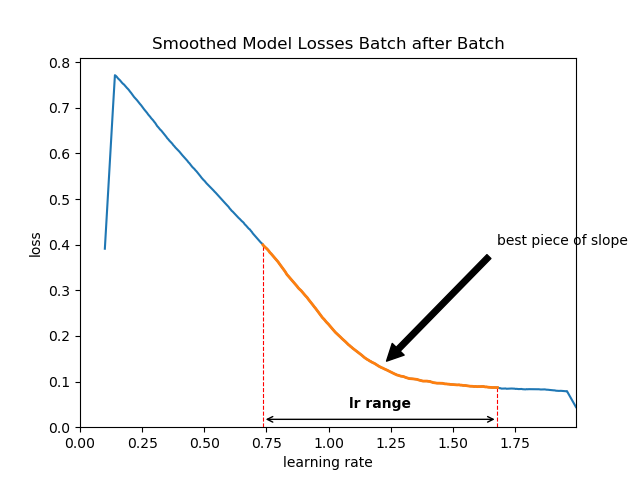 Smoothed Model Losses Batch after Batch
0.8
0.7
0.6
0.5
0.4
0.3
0.2
0.1
0.0
loss
best piece of slope
lr range
0.00 0.25 0.50 0.75 1.00 1.25 1.50 1.75
learning rate